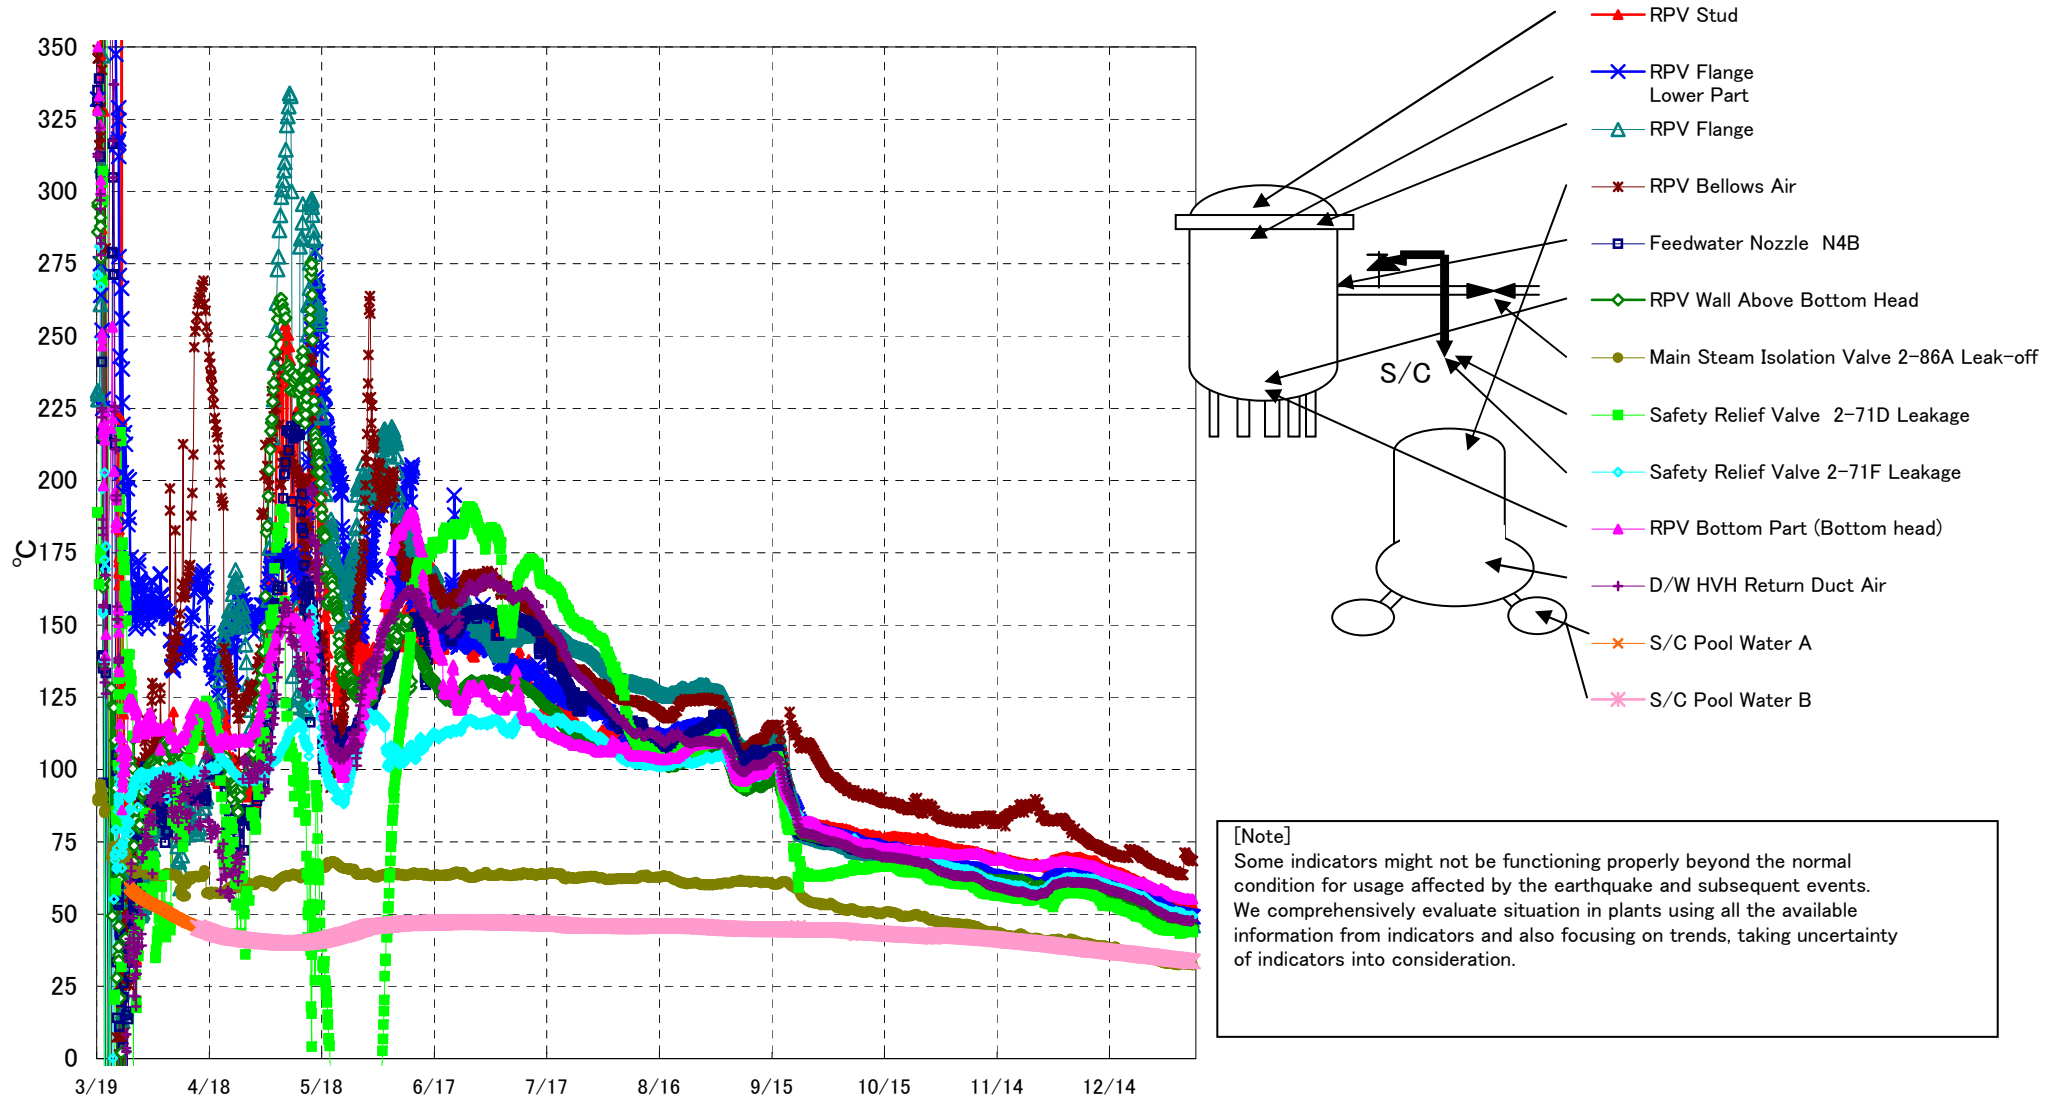 350
325
300
275
250
225
200
175
150
125
100
75
50
25
0
℃
3/19
4/18
5/18
6/17
7/17
8/16
9/15
10/15
11/14
12/14
S/C
RPV Stud
RPV Flange
Lower Part
RPV Flange
RPV Bellows Air
Feedwater Nozzle N4B
RPV Wall Above Bottom Head
Main Steam Isolation Valve 2-86A Leak-off
Safety Relief Valve 2-71D Leakage
Safety Relief Valve 2-71F Leakage
RPV Bottom Part (Bottom head)
D/W HVH Return Duct Air
S/C Pool Water A
S/C Pool Water B
[Note]
Some indicators might not be functioning properly beyond the normal
condition for usage affected by the earthquake and subsequent events.
We comprehensively evaluate situation in plants using all the available
information from indicators and also focusing on trends, taking uncertainty
of indicators into consideration.